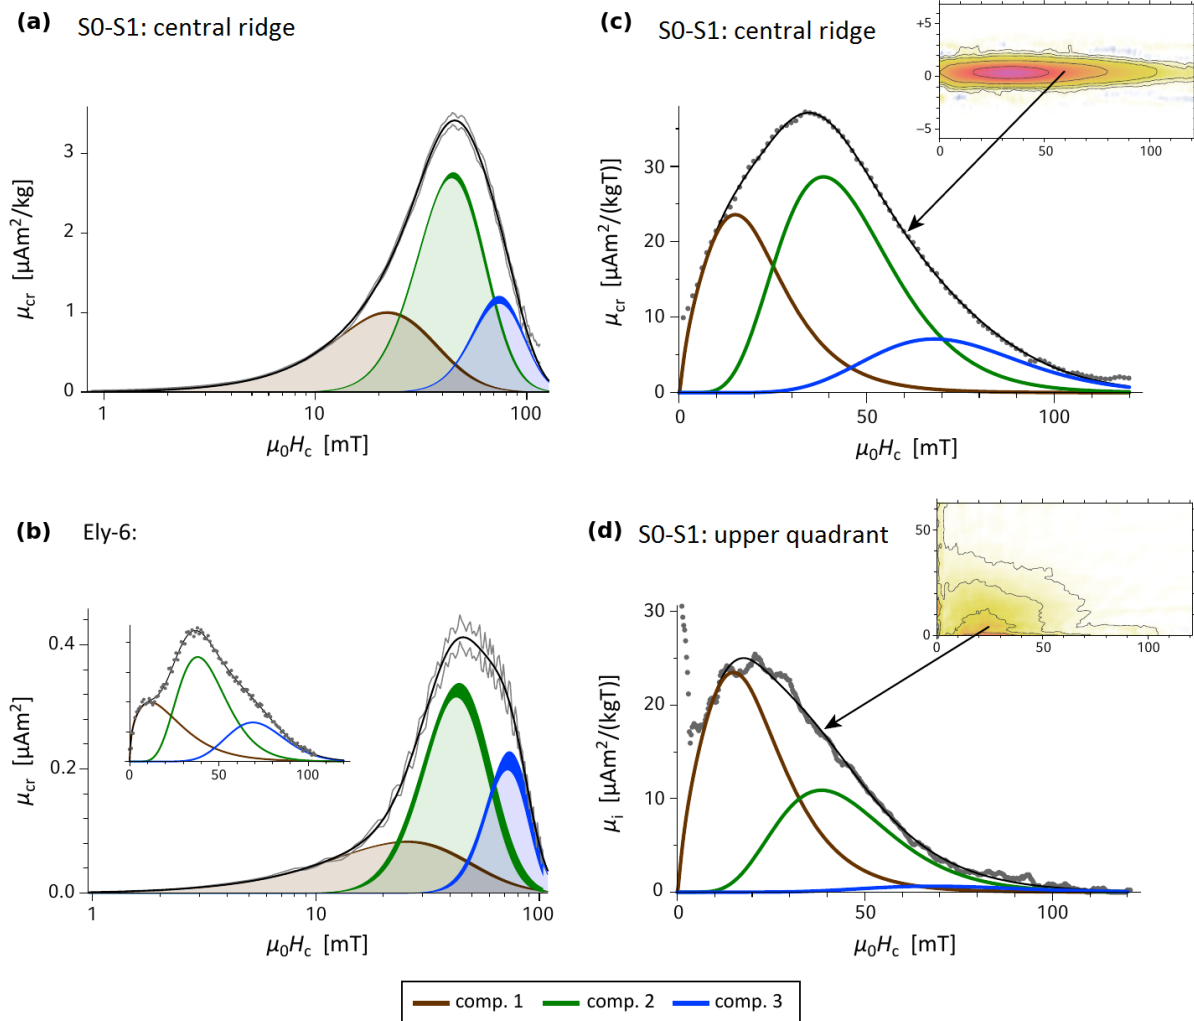 (a) S0-S1: central ridge
3
2
1
0
μcr [μAm²/kg]
1 10 100
μ₀Hc [mT]
(c) S0-S1: central ridge
+5
0
−5
0 50 100
30
20
10
0
μcr [μAm²/(kgT)]
0 50 100
μ₀Hc [mT]
(b) Ely-6:
0.4
0.2
0.0
μcr [μAm²]
0 50 100
1 10 100
μ₀Hc [mT]
(d) S0-S1: upper quadrant
50
0
0 50 100
30
20
10
0
μi [μAm²/(kgT)]
0 50 100
μ₀Hc [mT]
comp. 1 comp. 2 comp. 3